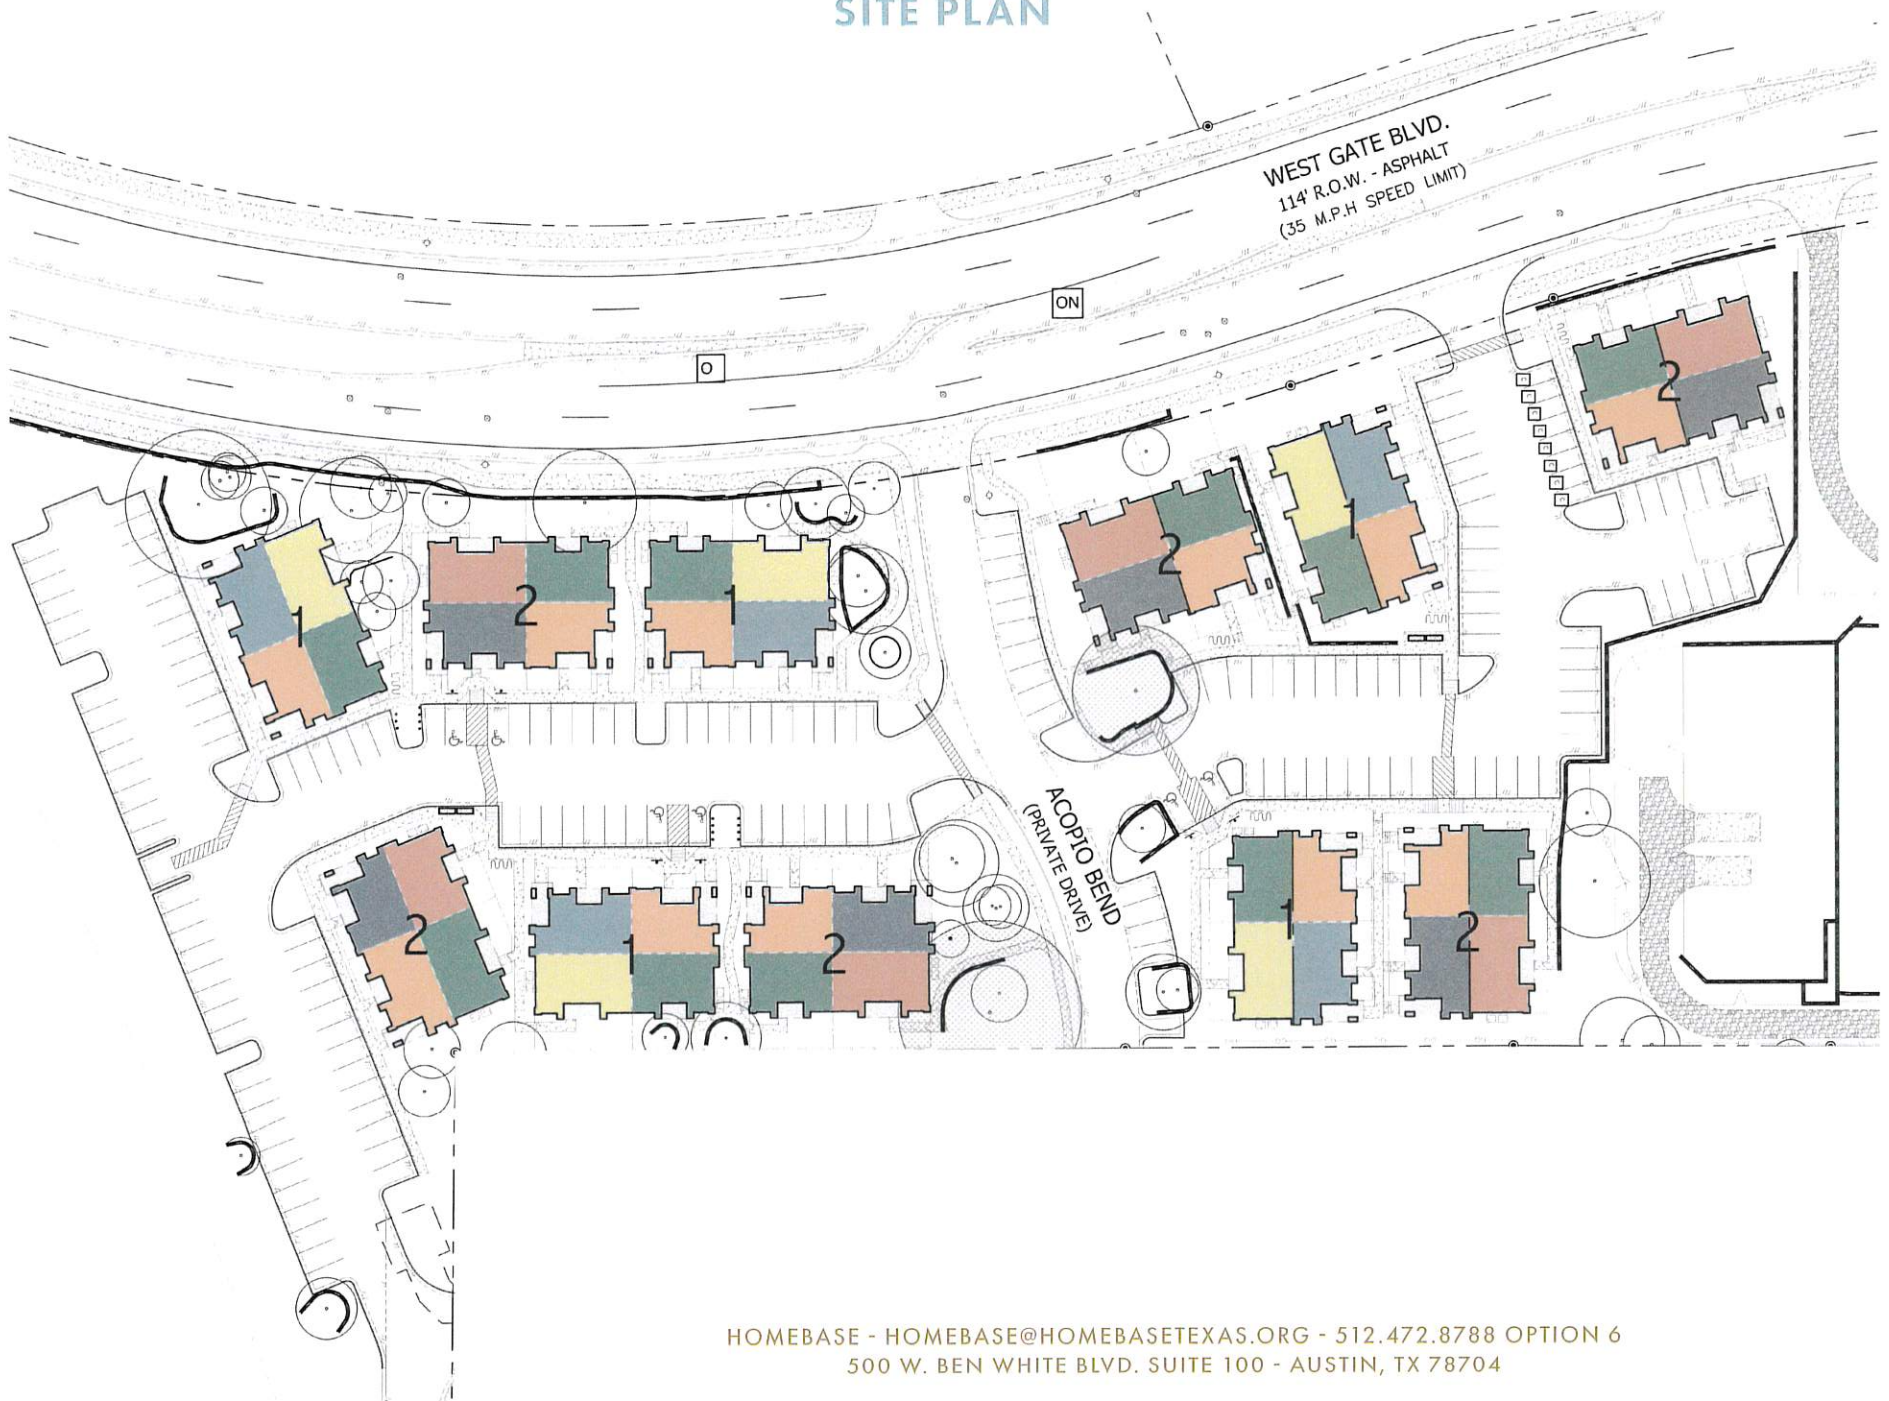 SITE PLAN
WEST GATE BLVD.
114' R.O.W. - ASPHALT
(35 M.P.H SPEED LIMIT)
ON
O
2
2
1
1
2
1
2
ACOPIO BEND
(PRIVATE DRIVE)
2
1
2
1
2
HOMEBASE - HOMEBASE@HOMEBASETEXAS.ORG - 512.472.8788 OPTION 6
500 W. BEN WHITE BLVD. SUITE 100 - AUSTIN, TX 78704